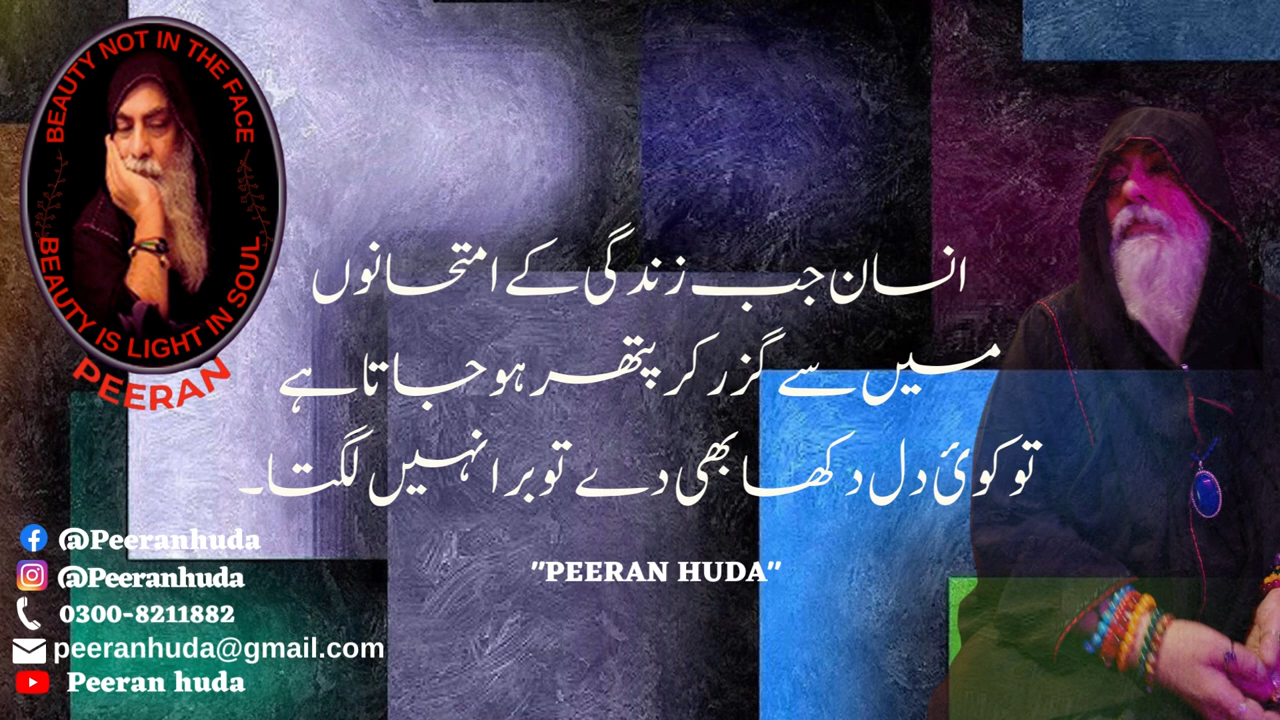 BEAUTY NOT IN THE FACE
BEAUTY IS LIGHT IN SOUL
PEERAN
انسان جب زندگی کے امتحانوں
میں سے گزر کر پتھر ہو جاتا ہے
تو کوئ دل دکھا بھی دے تو برا نہیں لگتا۔
"PEERAN HUDA"
@Peeranhuda
@Peeranhuda
0300-8211882
peeranhuda@gmail.com
Peeran huda